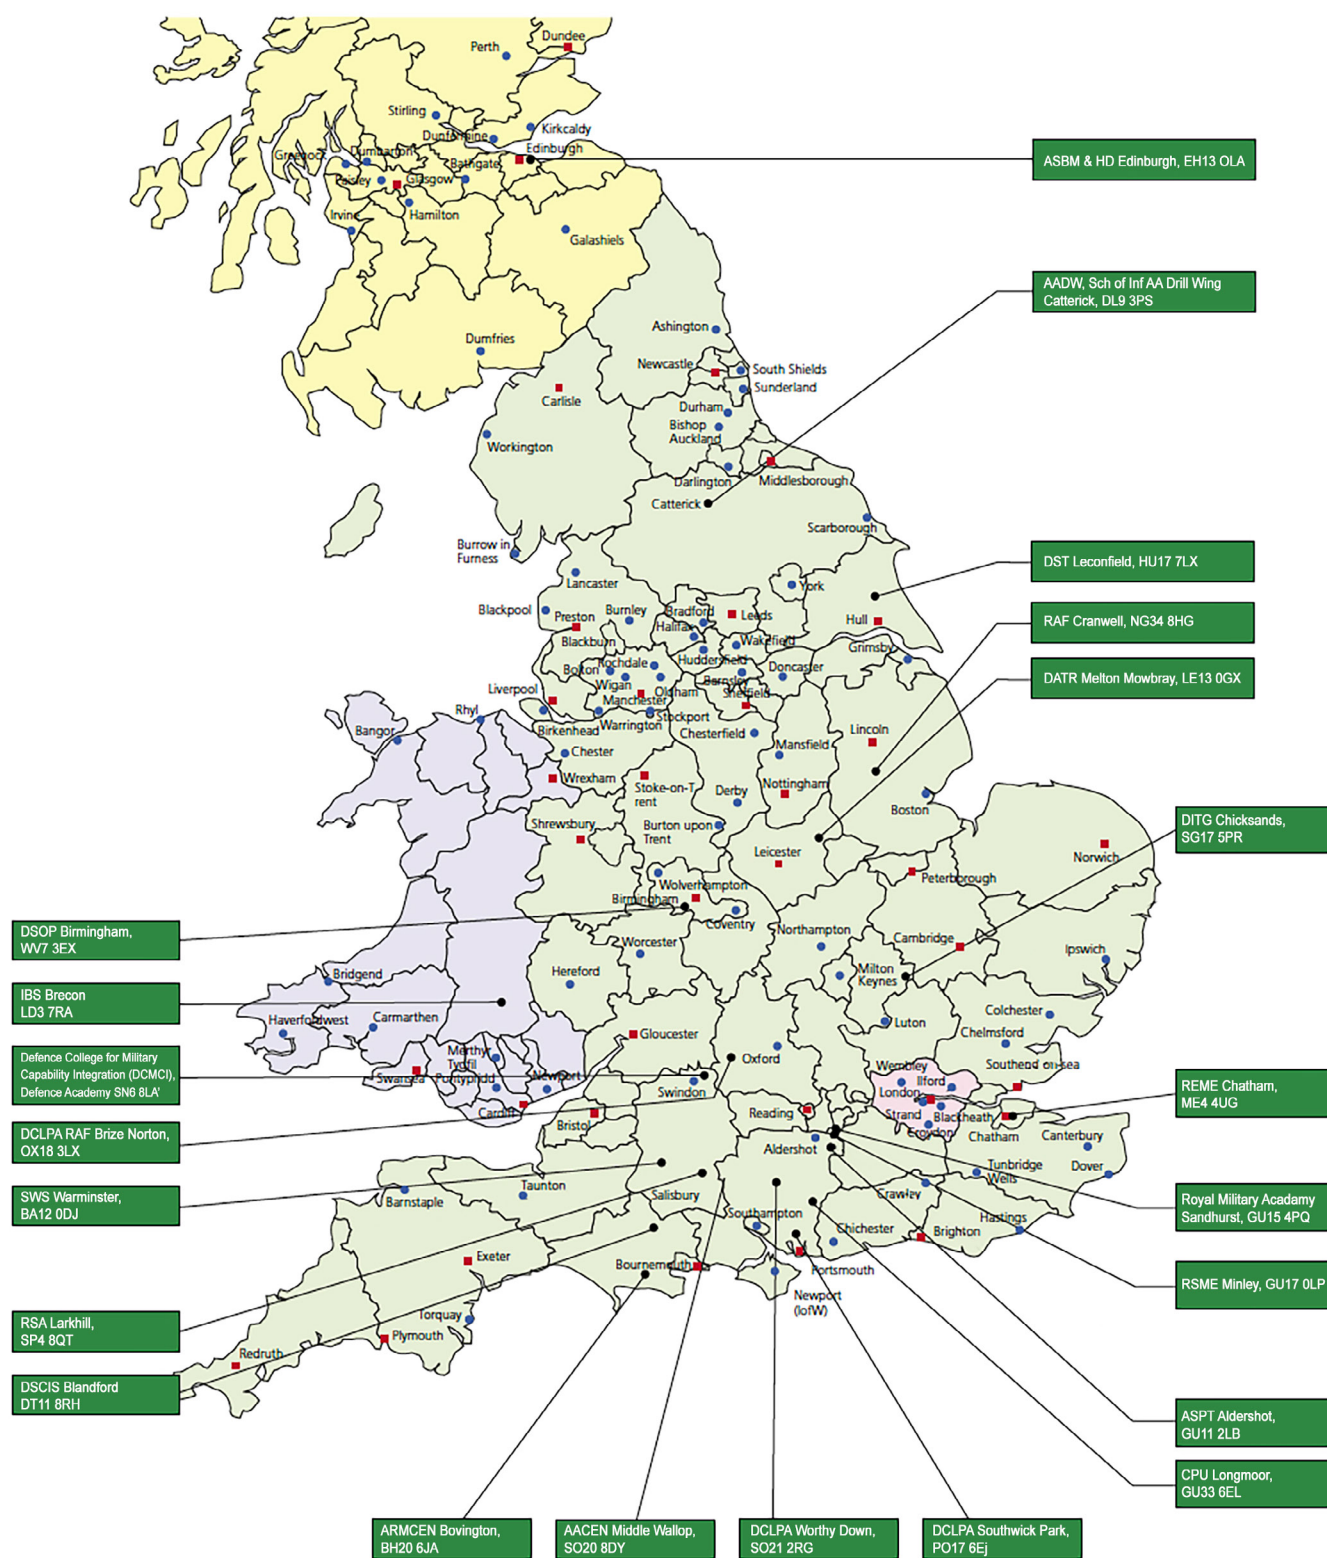 Dundee
Perth
Stirling
Dunfermline
Kirkcaldy
Edinburgh
Greenock
Dumbarton
Bathgate
Paisley
Glasgow
Irvine
Hamilton
Galashiels
ASBM & HD Edinburgh, EH13 OLA
AADW, Sch of Inf AA Drill Wing
Catterick, DL9 3PS
Ashington
Dumfries
Newcastle
South Shields
Sunderland
Carlisle
Durham
Bishop
Auckland
Workington
Darlington
Middlesborough
Catterick
Scarborough
Burrow in
Furness
DST Leconfield, HU17 7LX
Lancaster
York
Blackpool
Preston
Burnley
Bradford
Leeds
Halifax
Hull
RAF Cranwell, NG34 8HG
Blackburn
Wakefield
Huddersfield
Grimsby
Bolton
Rochdale
Barnsley
Doncaster
DATR Melton Mowbray, LE13 0GX
Wigan
Oldham
Sheffield
Liverpool
Manchester
Rhyl
Stockport
Bangor
Birkenhead
Warrington
Chesterfield
Lincoln
Chester
Mansfield
Wrexham
Stoke-on-T
rent
Nottingham
Derby
Boston
Shrewsbury
Burton upon
Trent
DITG Chicksands,
SG17 5PR
Leicester
Norwich
Peterborough
Wolverhampton
Birmingham
Coventry
DSOP Birmingham,
WV7 3EX
Northampton
Cambridge
Worcester
Ipswich
Bridgend
Hereford
Milton
Keynes
IBS Brecon
LD3 7RA
Haverfordwest
Carmarthen
Colchester
Gloucester
Luton
Chelmsford
Defence College for Military
Capability Integration (DCMCI),
Defence Academy SN6 8LA'
Merthyr
Tydfil
Oxford
Wembley
Southend on-sea
Swansea
Pontypridd
Newport
Swindon
Ilford
London
REME Chatham,
ME4 4UG
Cardiff
Bristol
Reading
Strand
Blackheath
Croydon
Chatham
DCLPA RAF Brize Norton,
OX18 3LX
Aldershot
Canterbury
Tunbridge
Wells
Dover
SWS Warminster,
BA12 0DJ
Barnstaple
Taunton
Salisbury
Crawley
Royal Military Acadamy
Sandhurst, GU15 4PQ
Southampton
Chichester
Brighton
Hastings
Exeter
Bournemouth
Portsmouth
RSME Minley, GU17 0LP
Newport
(IofW)
RSA Larkhill,
SP4 8QT
Torquay
Plymouth
Redruth
DSCIS Blandford
DT11 8RH
ASPT Aldershot,
GU11 2LB
CPU Longmoor,
GU33 6EL
ARMCEN Bovington,
BH20 6JA
AACEN Middle Wallop,
SO20 8DY
DCLPA Worthy Down,
SO21 2RG
DCLPA Southwick Park,
PO17 6Ej